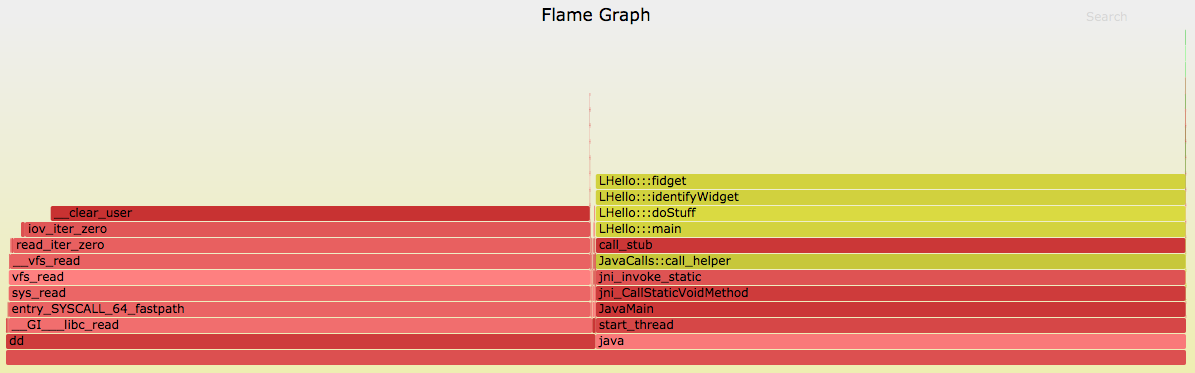 Flame Graph
Search
LHello:::fidget
LHello:::identifyWidget
__clear_user
LHello:::doStuff
iov_iter_zero
LHello:::main
read_iter_zero
call_stub
__vfs_read
JavaCalls::call_helper
vfs_read
jni_invoke_static
sys_read
jni_CallStaticVoidMethod
entry_SYSCALL_64_fastpath
JavaMain
__GI___libc_read
start_thread
dd
java